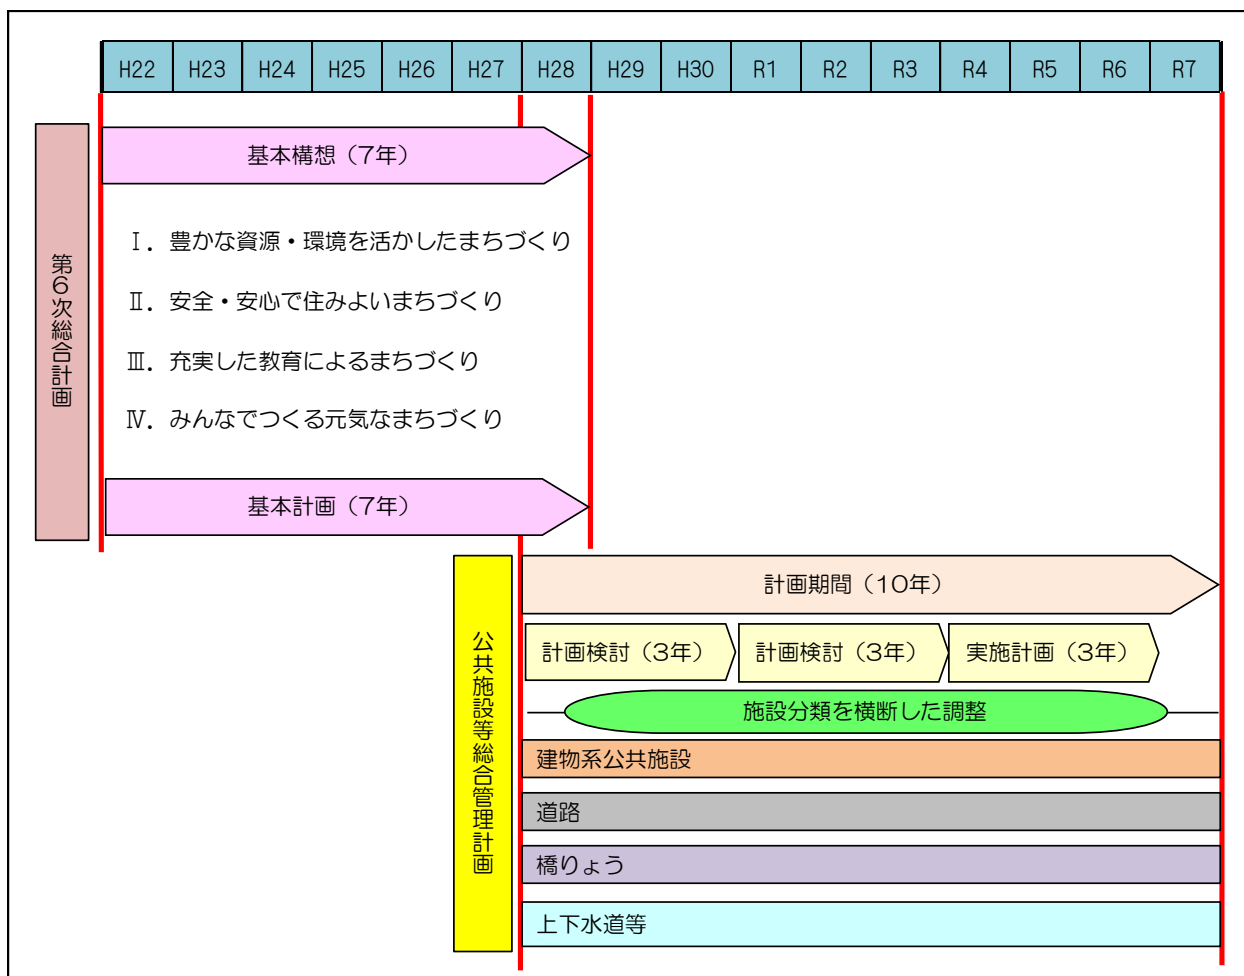 H22 H23 H24 H25 H26 H27 H28 H29 H30 R1 R2 R3 R4 R5 R6 R7
第6次総合計画
基本構想（7年）
Ⅰ．豊かな資源・環境を活かしたまちづくり
Ⅱ．安全・安心で住みよいまちづくり
Ⅲ．充実した教育によるまちづくり
Ⅳ．みんなでつくる元気なまちづくり
基本計画（7年）
公共施設等総合管理計画
計画期間（10年）
計画検討（3年） 計画検討（3年） 実施計画（3年）
施設分類を横断した調整
建物系公共施設
道路
橋りょう
上下水道等